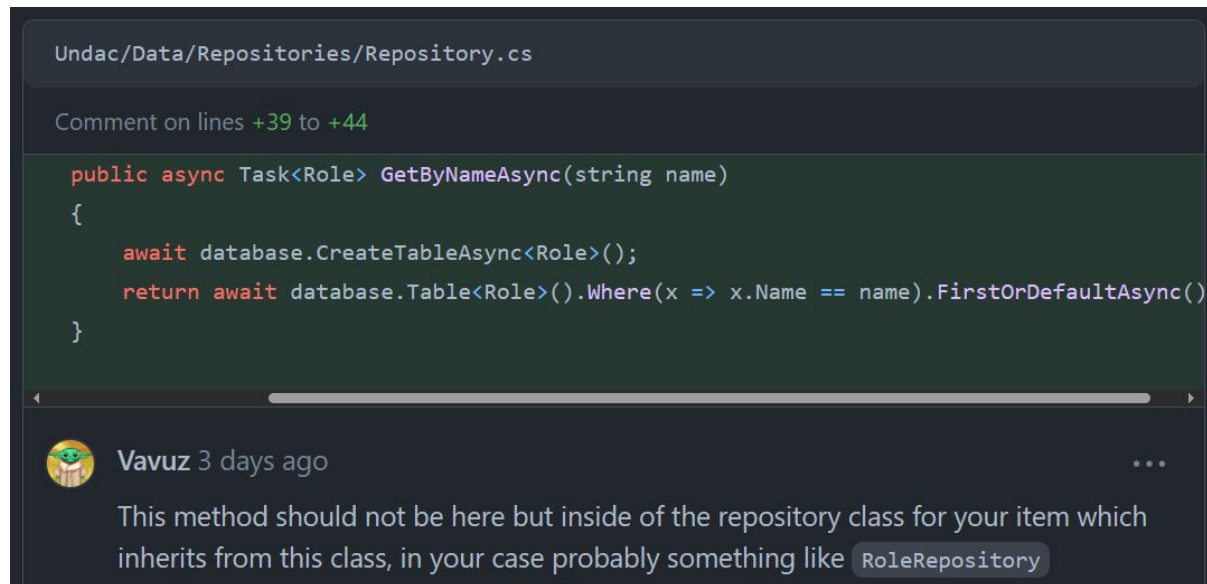 Undac/Data/Repositories/Repository.cs
Comment on lines +39 to +44
public async Task<Role> GetByNameAsync(string name)
{
await database.CreateTableAsync<Role>();
return await database.Table<Role>().Where(x => x.Name == name).FirstOrDefaultAsync()
}
Vavuz 3 days ago
This method should not be here but inside of the repository class for your item which
inherits from this class, in your case probably something like RoleRepository